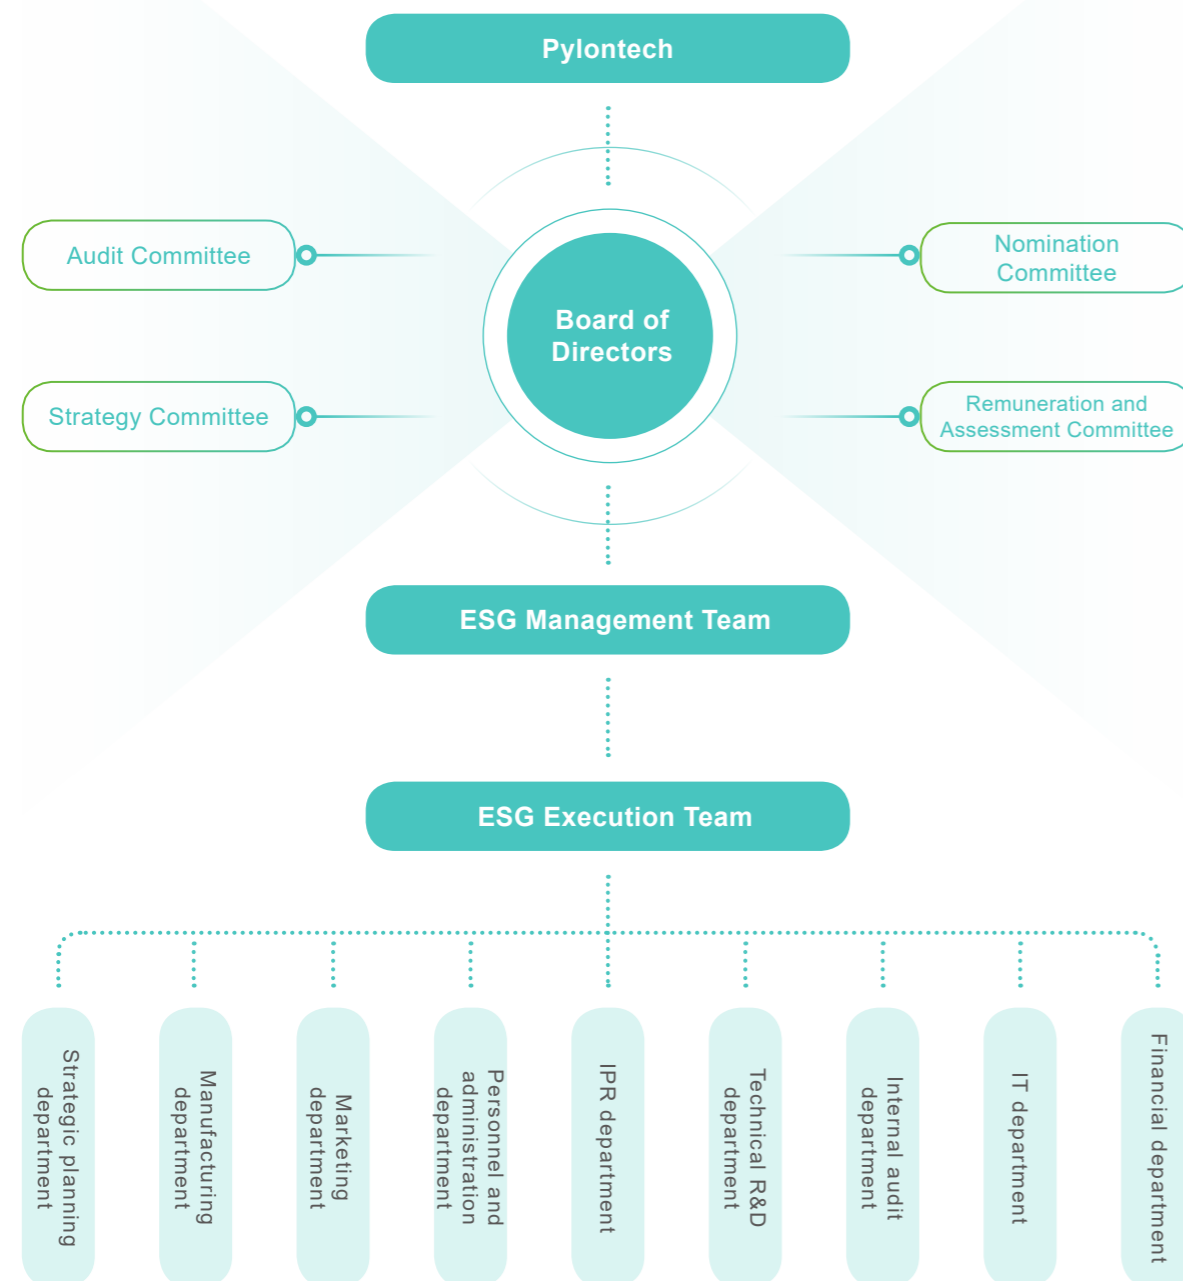 Pylontech
Audit Committee
Nomination
Committee
Board of
Directors
Strategy Committee
Remuneration and
Assessment Committee
ESG Management Team
ESG Execution Team
Strategic planning
department
Manufacturing
department
Marketing
department
Personnel and
administration
department
IPR department
Technical R&D
department
Internal audit
department
IT department
Financial department